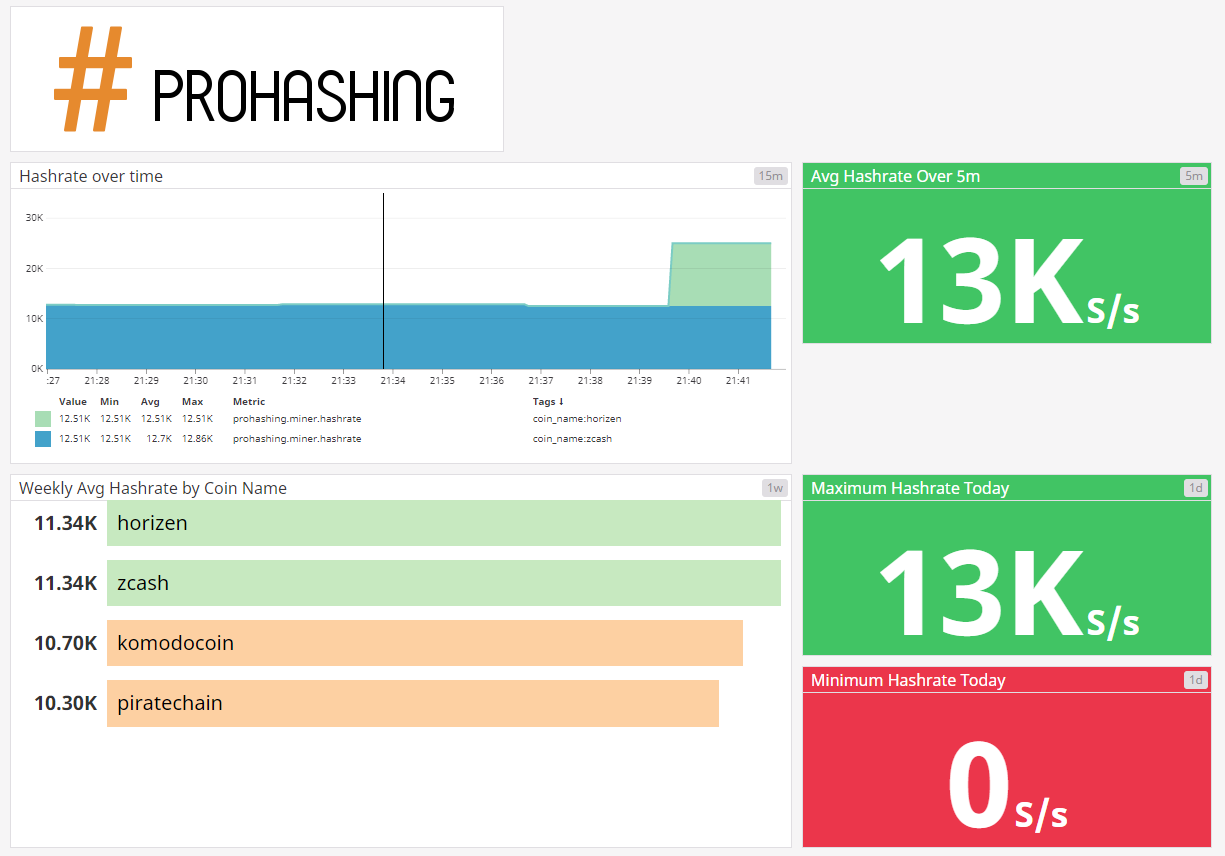 # PROHASHING
Hashrate over time 15m
30K
20K
10K
0K
:27 21:28 21:29 21:30 21:31 21:32 21:33 21:34 21:35 21:36 21:37 21:38 21:39 21:40 21:41
Value Min Avg Max Metric Tags ↓
12.51K 12.51K 12.51K 12.51K prohashing.miner.hashrate coin_name:horizen
12.51K 12.51K 12.7K 12.86K prohashing.miner.hashrate coin_name:zcash
Avg Hashrate Over 5m 5m
13K S/s
Weekly Avg Hashrate by Coin Name 1w
11.34K horizen
11.34K zcash
10.70K komodocoin
10.30K piratechain
Maximum Hashrate Today 1d
13K S/s
Minimum Hashrate Today 1d
0 S/s